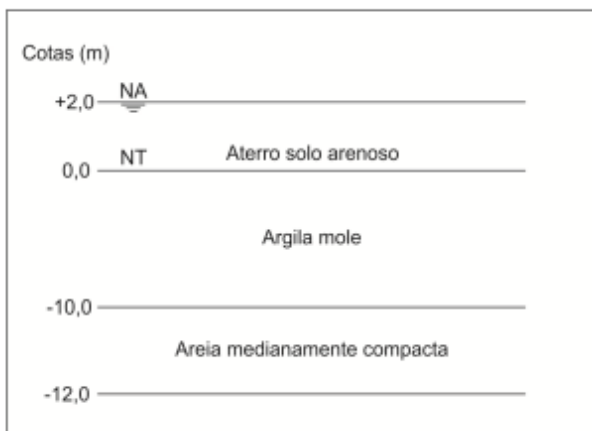 Cotas (m)
NA
+2,0
NT
Aterro solo arenoso
0,0
Argila mole
-10,0
Areia medianamente compacta
-12,0